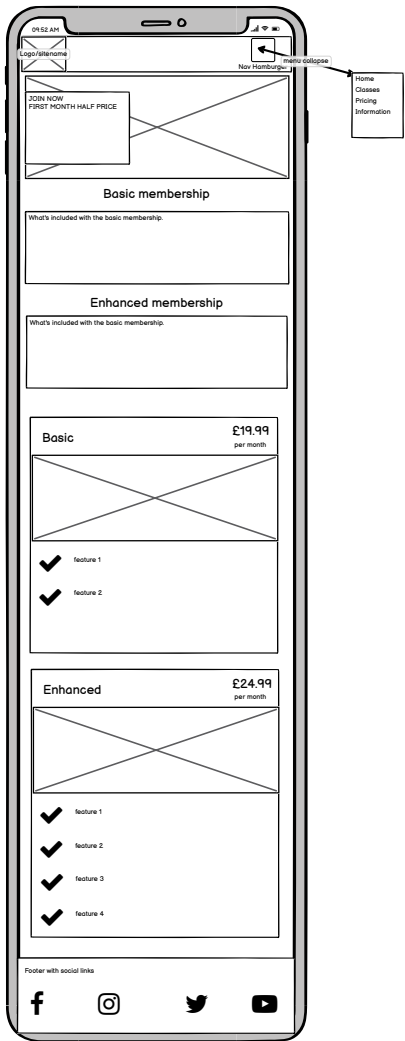 09:52 AM
Logo/sitename
Nav Hamburger
menu collapse
Home
Classes
Pricing
Information
JOIN NOW
FIRST MONTH HALF PRICE
Basic membership
What's included with the basic membership.
Enhanced membership
What's included with the basic membership.
Basic
£19.99
per month
feature 1
feature 2
Enhanced
£24.99
per month
feature 1
feature 2
feature 3
feature 4
Footer with social links